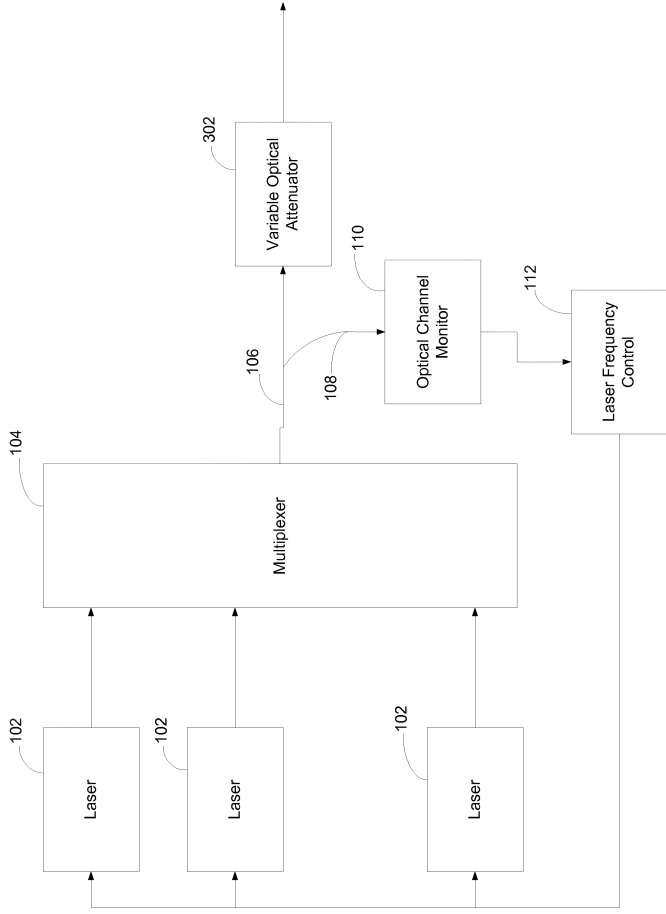 102
Laser
102
Laser
102
Laser
104
Multiplexer
106
108
302
Variable Optical
Attenuator
110
Optical Channel
Monitor
112
Laser Frequency
Control